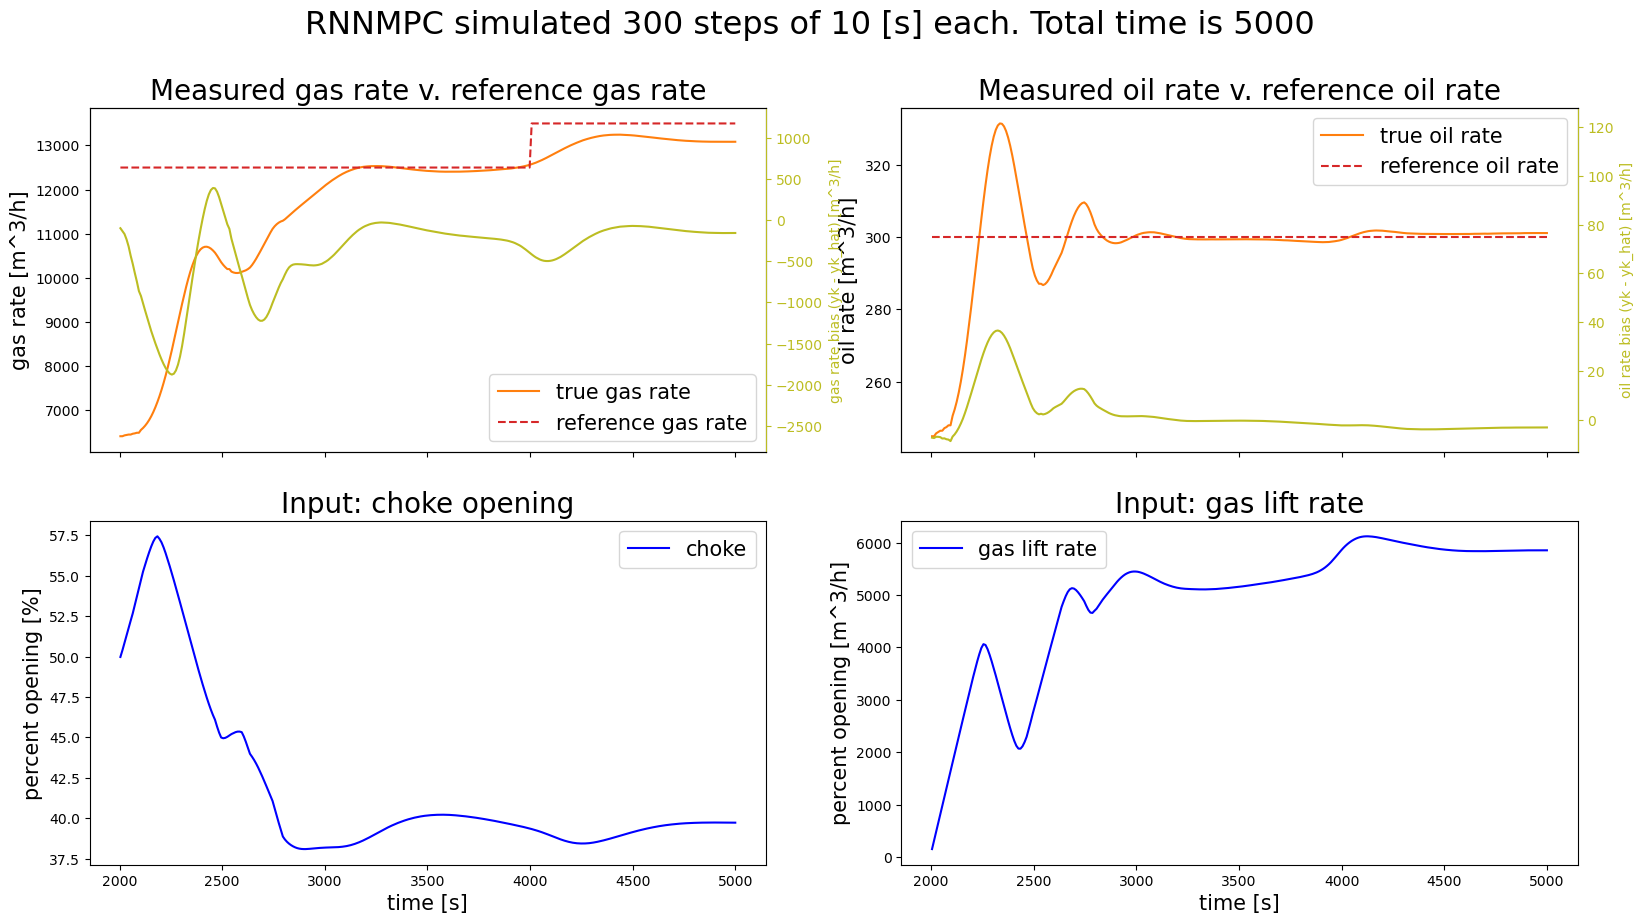 RNNMPC simulated 300 steps of 10 [s] each. Total time is 5000
Measured gas rate v. reference gas rate
gas rate [m^3/h]
13000
12000
11000
10000
9000
8000
7000
1000
500
0
−500
−1000
−1500
−2000
−2500
gas rate bias (yk - yk_hat) [m^3/h]
true gas rate
reference gas rate
Measured oil rate v. reference oil rate
oil rate [m^3/h]
320
300
280
260
120
100
80
60
40
20
0
oil rate bias (yk - yk_hat) [m^3/h]
true oil rate
reference oil rate
Input: choke opening
percent opening [%]
57.5
55.0
52.5
50.0
47.5
45.0
42.5
40.0
37.5
choke
2000 2500 3000 3500 4000 4500 5000
time [s]
Input: gas lift rate
percent opening [m^3/h]
6000
5000
4000
3000
2000
1000
0
gas lift rate
2000 2500 3000 3500 4000 4500 5000
time [s]